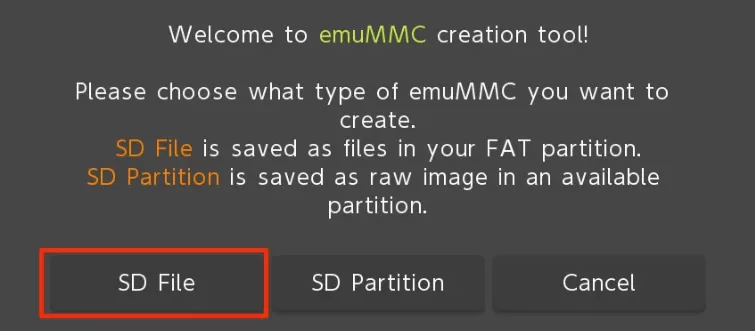 Welcome to emuMMC creation tool!
Please choose what type of emuMMC you want to
create.
SD File is saved as files in your FAT partition.
SD Partition is saved as raw image in an available
partition.
SD File
SD Partition
Cancel